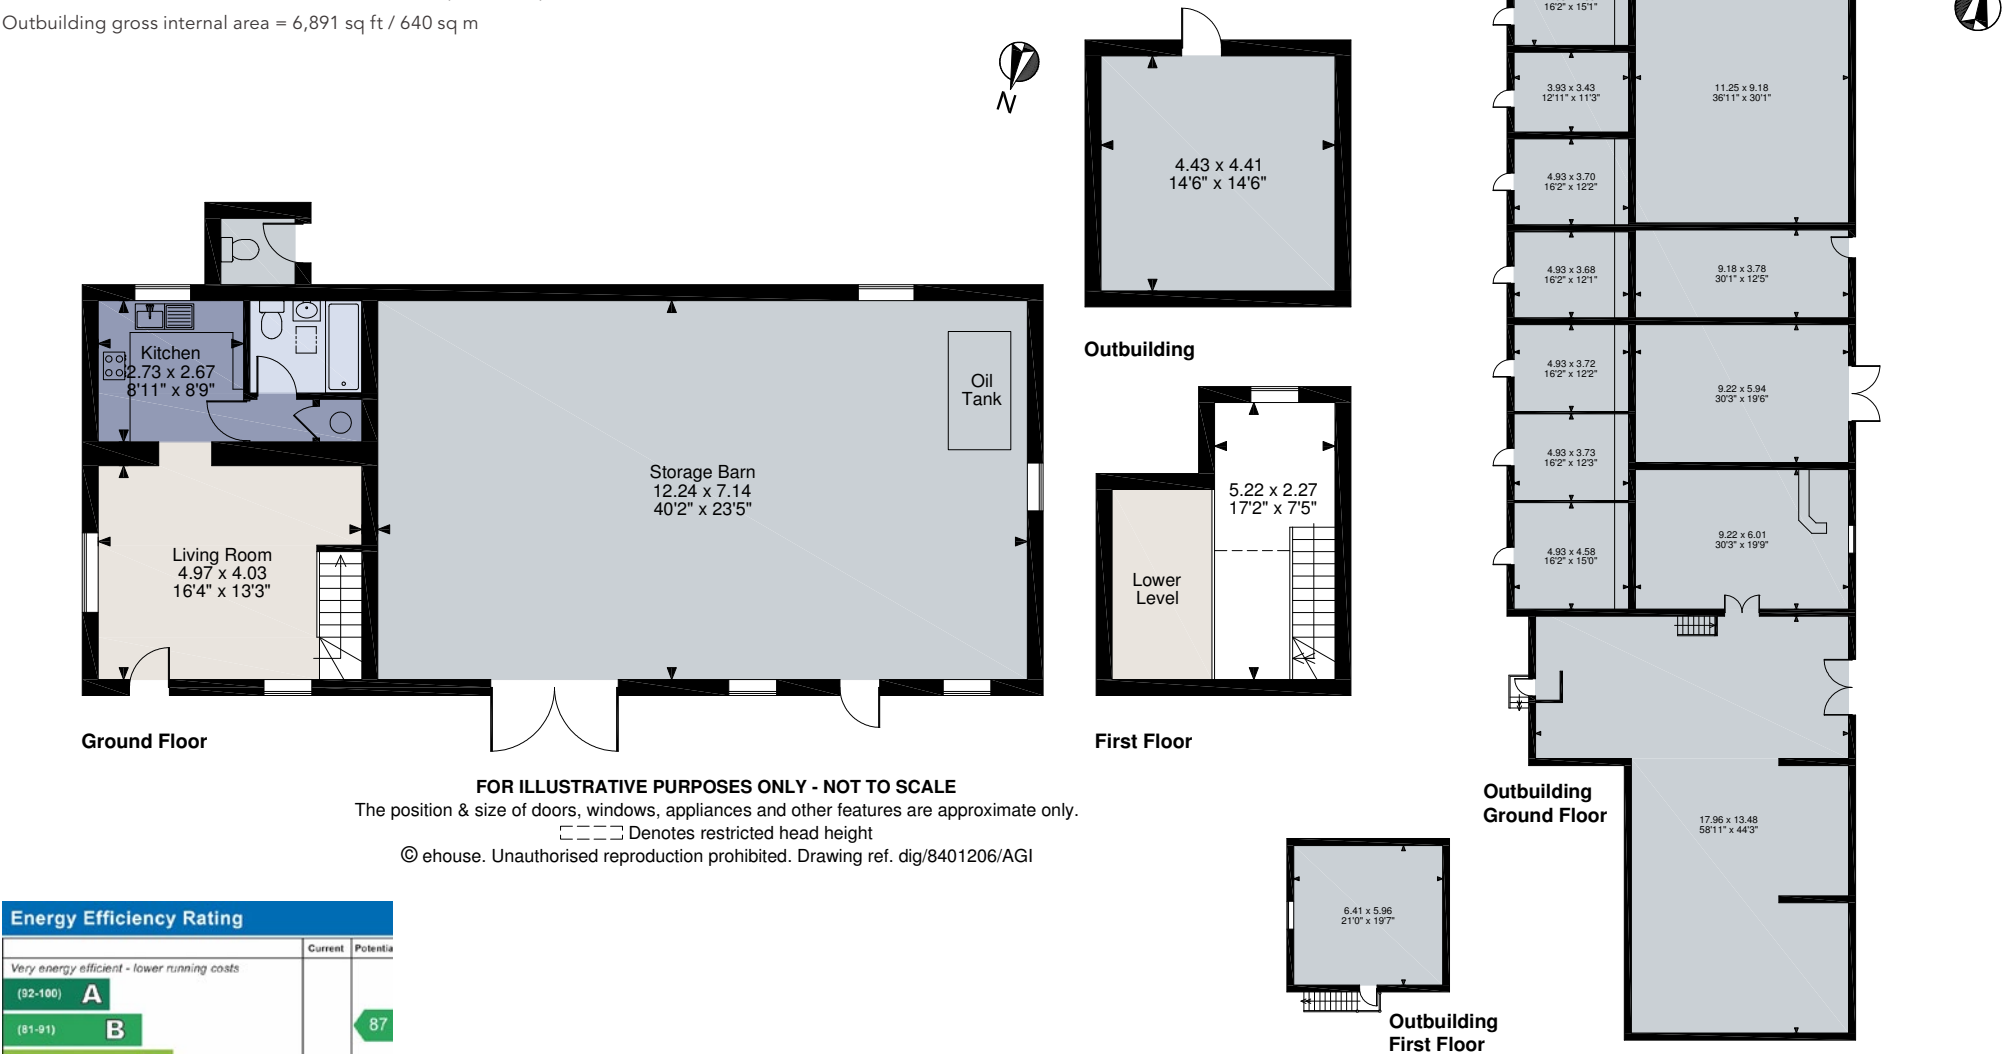 Outbuilding gross internal area = 6,891 sq ft / 640 sq m
N
4.43 x 4.41
14'6" x 14'6"
Outbuilding
Kitchen
2.73 x 2.67
8'11" x 8'9"
Oil
Tank
Storage Barn
12.24 x 7.14
40'2" x 23'5"
Living Room
4.97 x 4.03
16'4" x 13'3"
Ground Floor
5.22 x 2.27
17'2" x 7'5"
Lower
Level
First Floor
16'2" x 15'1"
3.93 x 3.43
12'11" x 11'3"
11.25 x 9.18
36'11" x 30'1"
4.93 x 3.70
16'2" x 12'2"
4.93 x 3.68
16'2" x 12'1"
9.18 x 3.78
30'1" x 12'5"
4.93 x 3.72
16'2" x 12'2"
9.22 x 5.94
30'3" x 19'6"
4.93 x 3.73
16'2" x 12'3"
4.93 x 4.58
16'2" x 15'0"
9.22 x 6.01
30'3" x 19'9"
17.96 x 13.48
58'11" x 44'3"
Outbuilding
Ground Floor
6.41 x 5.96
21'0" x 19'7"
Outbuilding
First Floor
FOR ILLUSTRATIVE PURPOSES ONLY - NOT TO SCALE
The position & size of doors, windows, appliances and other features are approximate only.
Denotes restricted head height
© ehouse. Unauthorised reproduction prohibited. Drawing ref. dig/8401206/AGI
Energy Efficiency Rating
Current Potentia
Very energy efficient - lower running costs
(92-100) A
(81-91) B
87